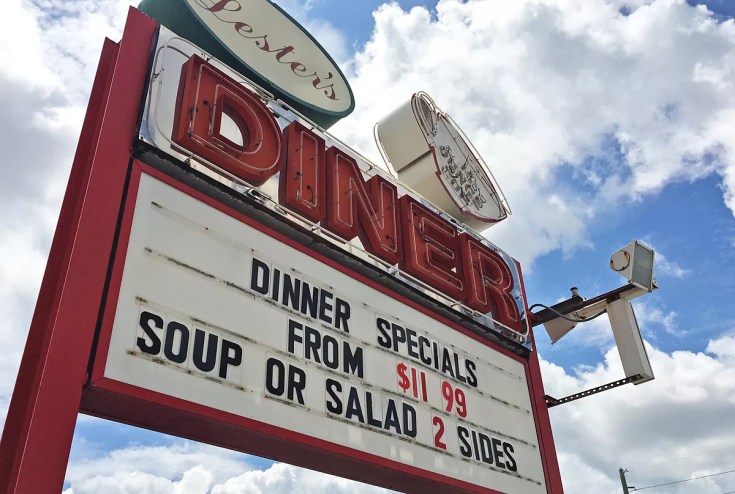 Lester's
DINER
DINNER SPECIALS
FROM $11 99
SOUP OR SALAD 2 SIDES